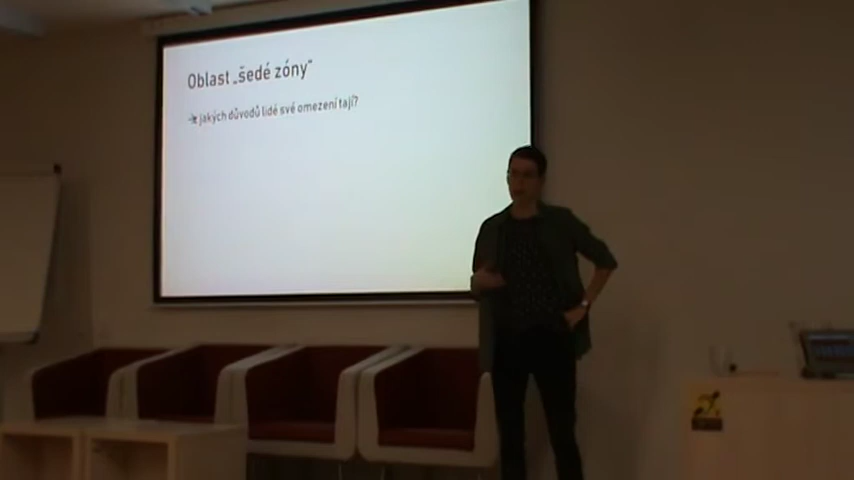 Oblast „šedé zóny“
jakých důvodů lidé své omezení tají?